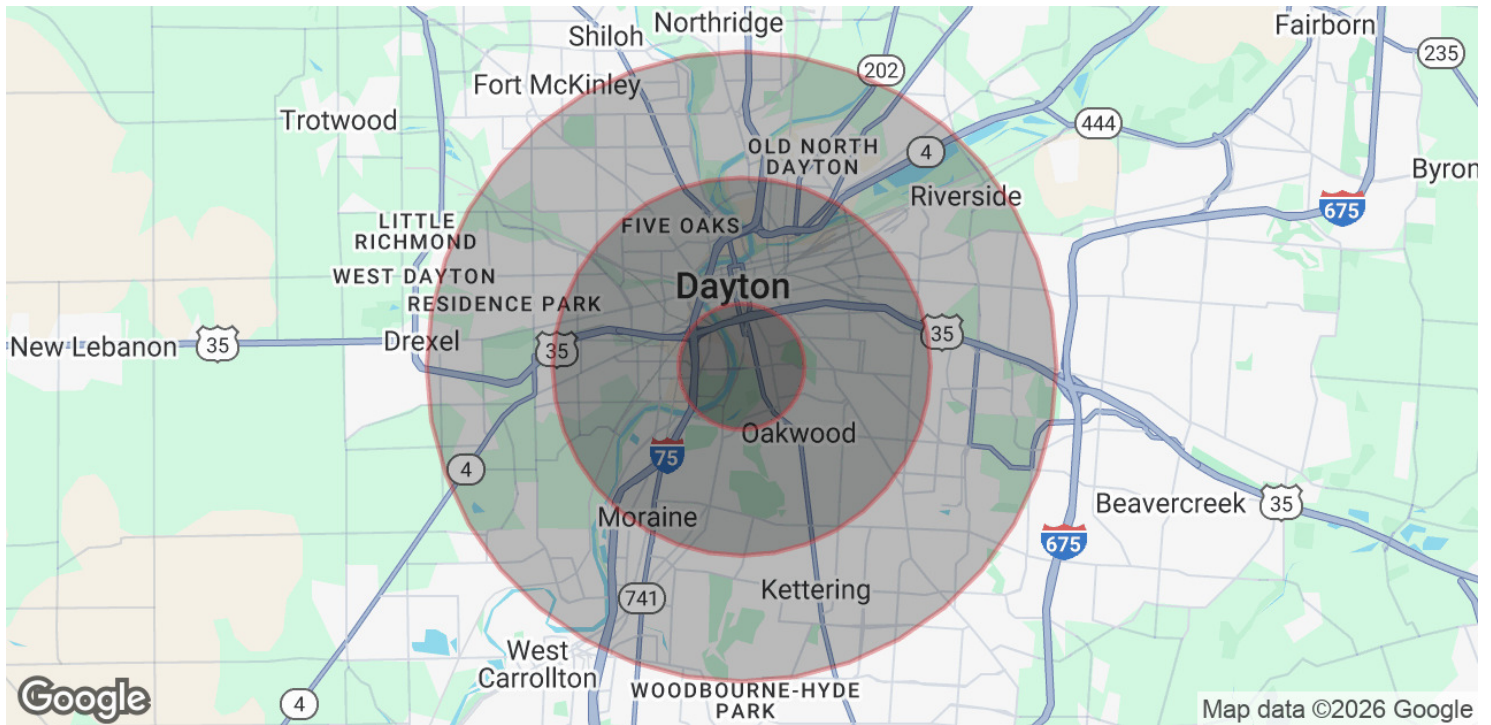 Northridge
Shiloh
Fairborn
235
202
Fort McKinley
Trotwood
444
OLD NORTH
DAYTON
4
Byron
Riverside
675
LITTLE
RICHMOND
FIVE OAKS
WEST DAYTON
Dayton
RESIDENCE PARK
35
New Lebanon
35
Drexel
35
Oakwood
75
4
Beavercreek
35
Moraine
675
Kettering
741
West
Carrollton
WOODBOURNE-HYDE
PARK
4
Google
Map data ©2026 Google